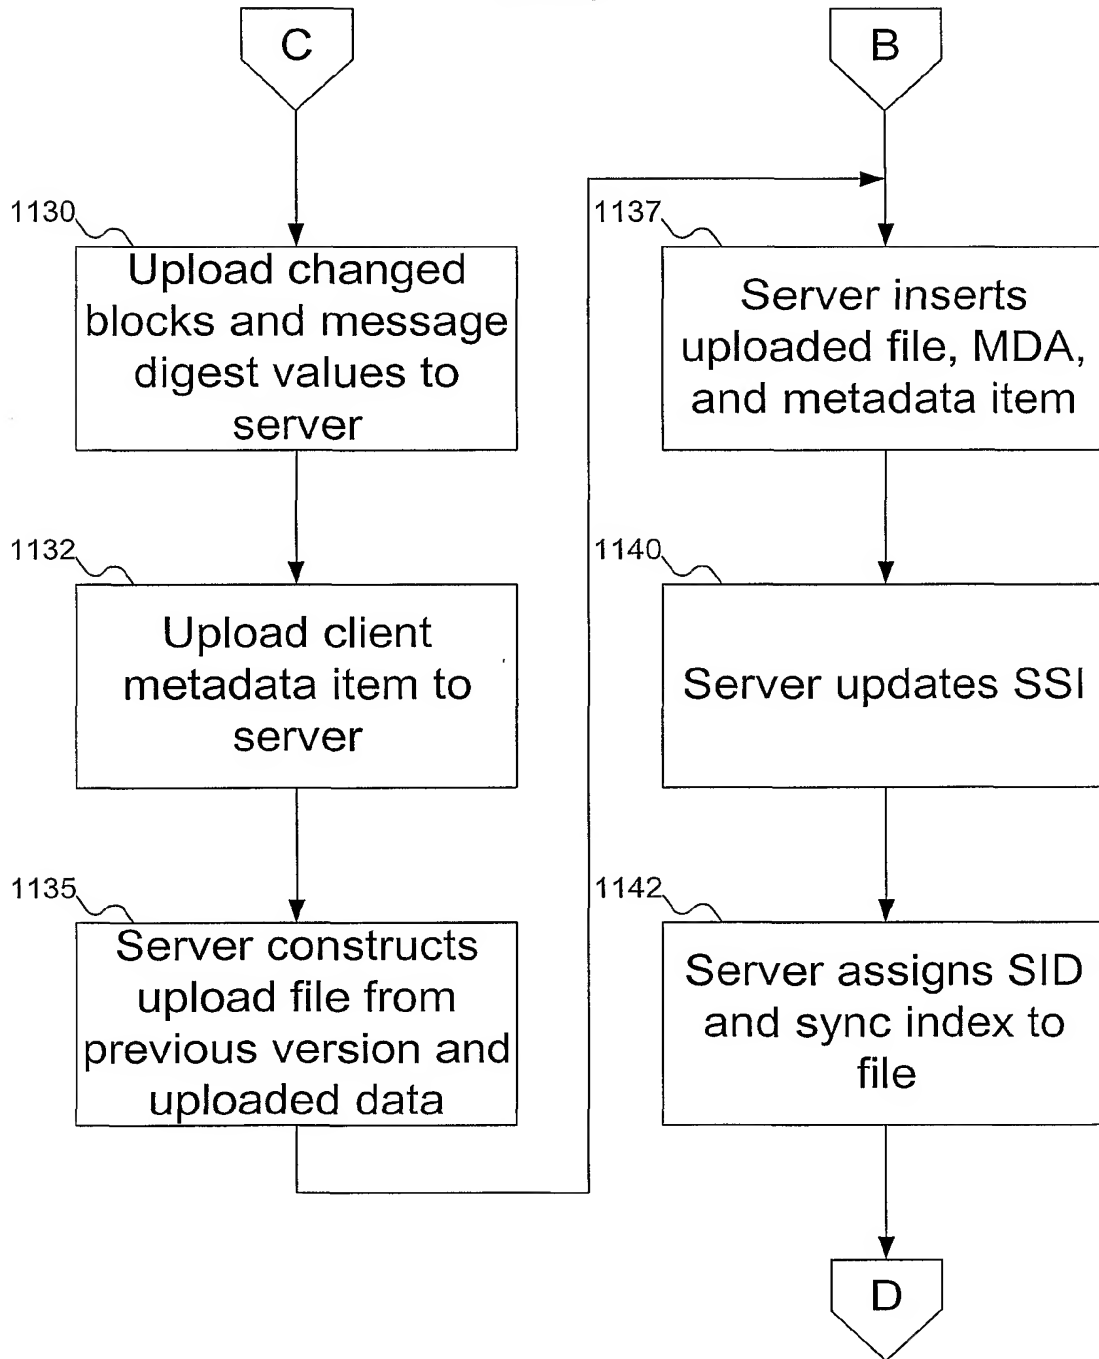 C
1130
Upload changed
blocks and message
digest values to
server
1132
Upload client
metadata item to
server
1135
Server constructs
upload file from
previous version and
uploaded data
B
1137
Server inserts
uploaded file, MDA,
and metadata item
1140
Server updates SSI
1142
Server assigns SID
and sync index to
file
D